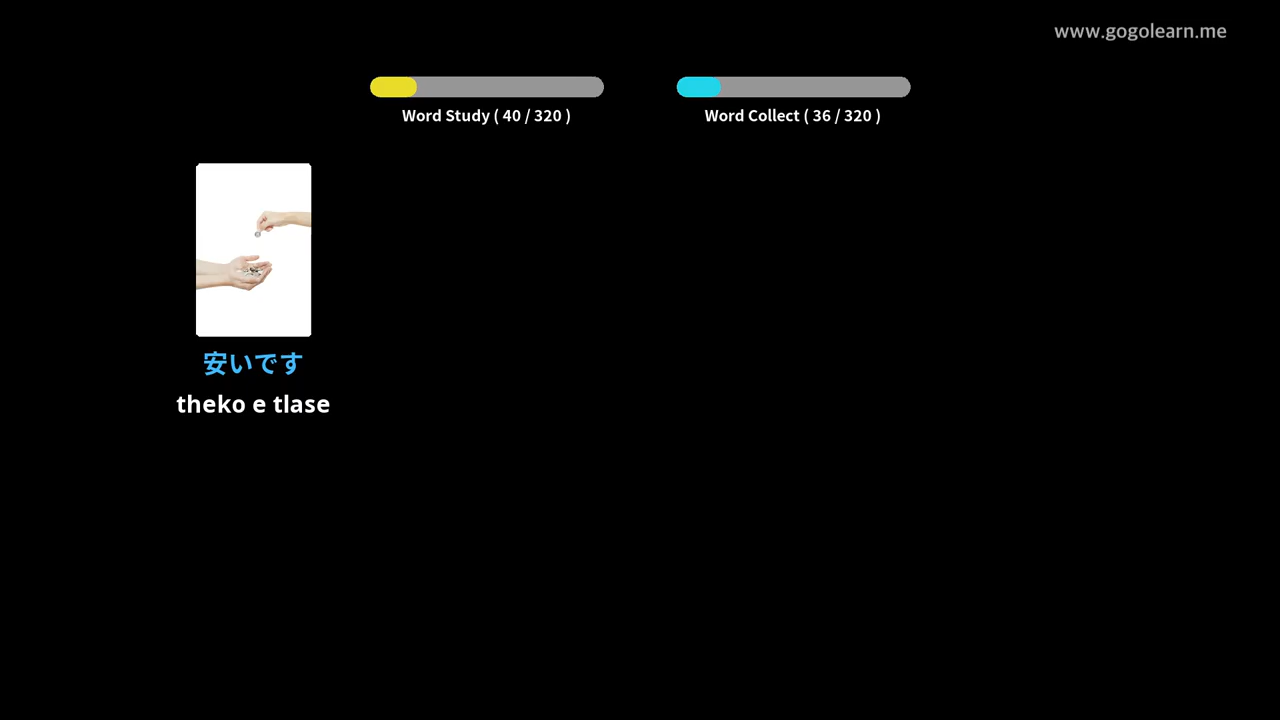 www.gogolearn.me
Word Study ( 40 / 320 )
Word Collect ( 36 / 320 )
安いです
theko e tlase